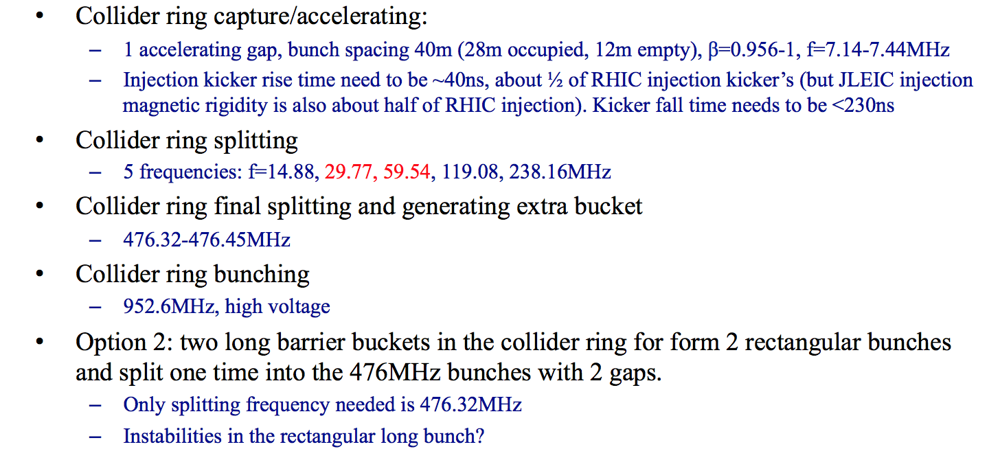 • Collider ring capture/accelerating:
– 1 accelerating gap, bunch spacing 40m (28m occupied, 12m empty), β=0.956-1, f=7.14-7.44MHz
– Injection kicker rise time need to be ~40ns, about ½ of RHIC injection kicker’s (but JLEIC injection
magnetic rigidity is also about half of RHIC injection). Kicker fall time needs to be <230ns
• Collider ring splitting
– 5 frequencies: f=14.88, 29.77, 59.54, 119.08, 238.16MHz
• Collider ring final splitting and generating extra bucket
– 476.32-476.45MHz
• Collider ring bunching
– 952.6MHz, high voltage
• Option 2: two long barrier buckets in the collider ring for form 2 rectangular bunches
and split one time into the 476MHz bunches with 2 gaps.
– Only splitting frequency needed is 476.32MHz
– Instabilities in the rectangular long bunch?